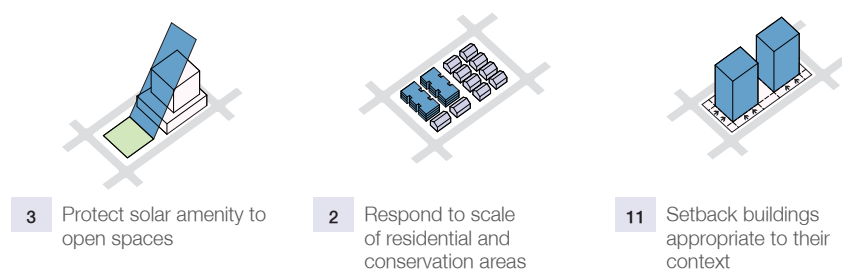 3
Protect solar amenity to
open spaces
2
Respond to scale
of residential and
conservation areas
11
Setback buildings
appropriate to their
context